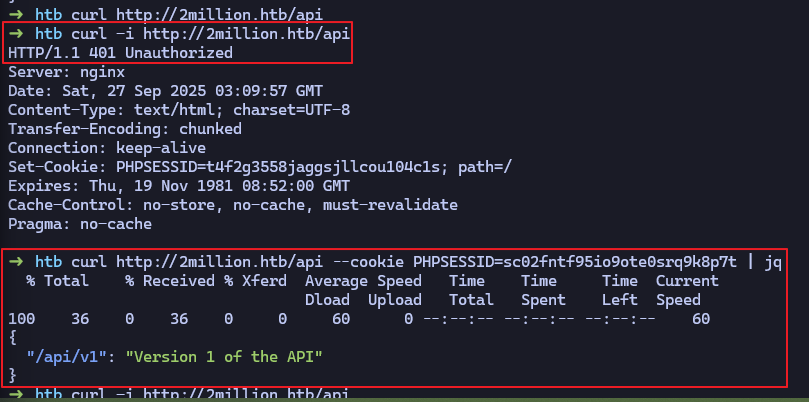 → htb curl http://2million.htb/api
→ htb curl -i http://2million.htb/api
HTTP/1.1 401 Unauthorized
Server: nginx
Date: Sat, 27 Sep 2025 03:09:57 GMT
Content-Type: text/html; charset=UTF-8
Transfer-Encoding: chunked
Connection: keep-alive
Set-Cookie: PHPSESSID=t4f2g3558jaggsjllcou104c1s; path=/
Expires: Thu, 19 Nov 1981 08:52:00 GMT
Cache-Control: no-store, no-cache, must-revalidate
Pragma: no-cache
→ htb curl http://2million.htb/api --cookie PHPSESSID=sc02fntf95io9ote0srq9k8p7t | jq
  % Total    % Received % Xferd  Average Speed   Time    Time     Time  Current
                                 Dload  Upload   Total   Spent    Left  Speed
100    36    0    36    0     0     60      0 --:--:-- --:--:-- --:--:--    60
{
  "/api/v1": "Version 1 of the API"
}
→ htb curl -i http://2million.htb/api